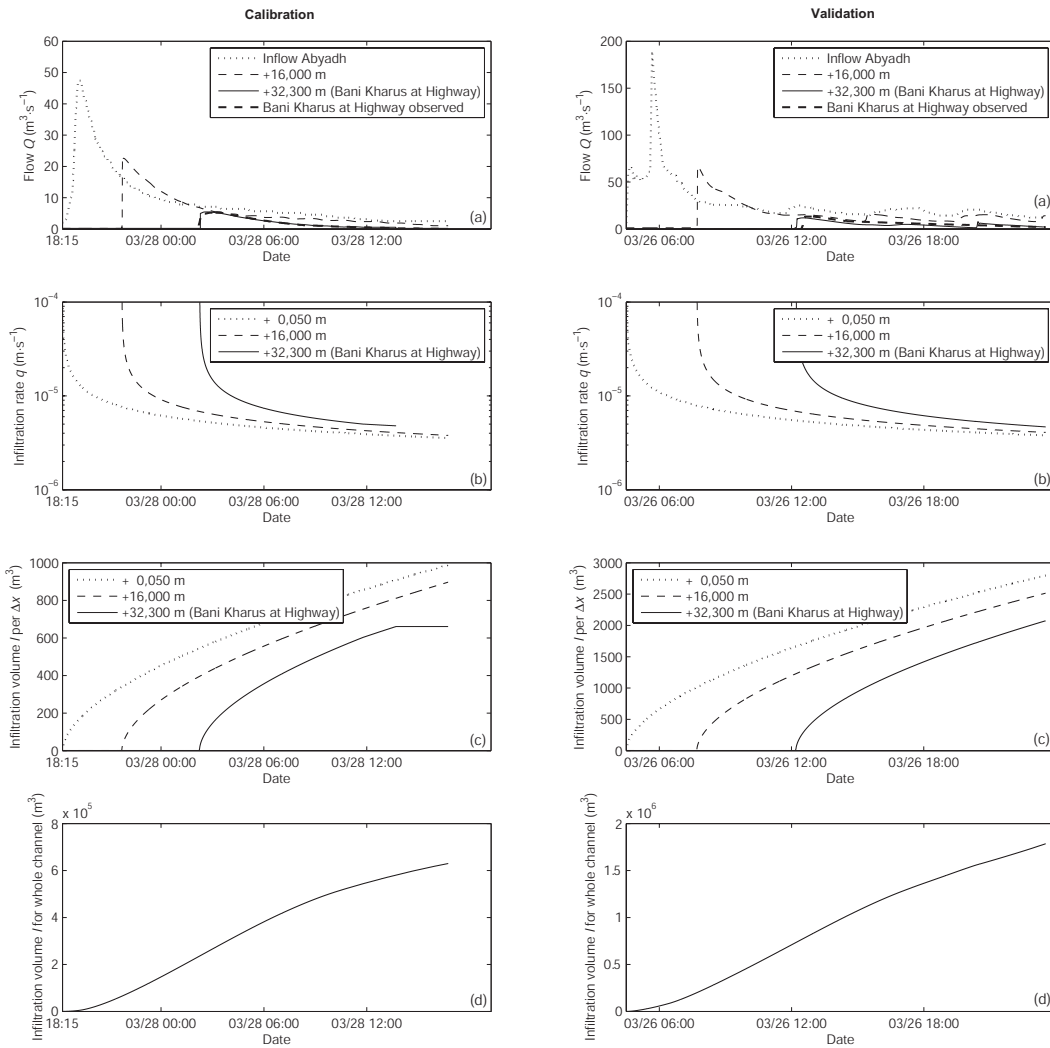 Calibration
60
50
40
30
20
10
0
Flow Q (m³·s⁻¹)
Inflow Abyadh
+16,000 m
+32,300 m (Bani Kharus at Highway)
Bani Kharus at Highway observed
(a)
18:15 03/28 00:00 03/28 06:00 03/28 12:00
Date
10⁻⁴
10⁻⁵
10⁻⁶
Infiltration rate q (m·s⁻¹)
+ 0,050 m
+16,000 m
+32,300 m (Bani Kharus at Highway)
(b)
18:15 03/28 00:00 03/28 06:00 03/28 12:00
Date
1000
800
600
400
200
0
Infiltration volume I per Δx (m³)
+ 0,050 m
+16,000 m
+32,300 m (Bani Kharus at Highway)
(c)
18:15 03/28 00:00 03/28 06:00 03/28 12:00
Date
x 10⁵
8
6
4
2
0
Infiltration volume I for whole channel (m³)
(d)
18:15 03/28 00:00 03/28 06:00 03/28 12:00
Date
Validation
200
150
100
50
0
Flow Q (m³·s⁻¹)
Inflow Abyadh
+16,000 m
+32,300 m (Bani Kharus at Highway)
Bani Kharus at Highway observed
(a)
03/26 06:00 03/26 12:00 03/26 18:00
Date
10⁻⁴
10⁻⁵
10⁻⁶
Infiltration rate q (m·s⁻¹)
+ 0,050 m
+16,000 m
+32,300 m (Bani Kharus at Highway)
(b)
03/26 06:00 03/26 12:00 03/26 18:00
Date
3000
2500
2000
1500
1000
500
0
Infiltration volume I per Δx (m³)
+ 0,050 m
+16,000 m
+32,300 m (Bani Kharus at Highway)
(c)
03/26 06:00 03/26 12:00 03/26 18:00
Date
x 10⁶
2
1.5
1
0.5
0
Infiltration volume I for whole channel (m³)
(d)
03/26 06:00 03/26 12:00 03/26 18:00
Date